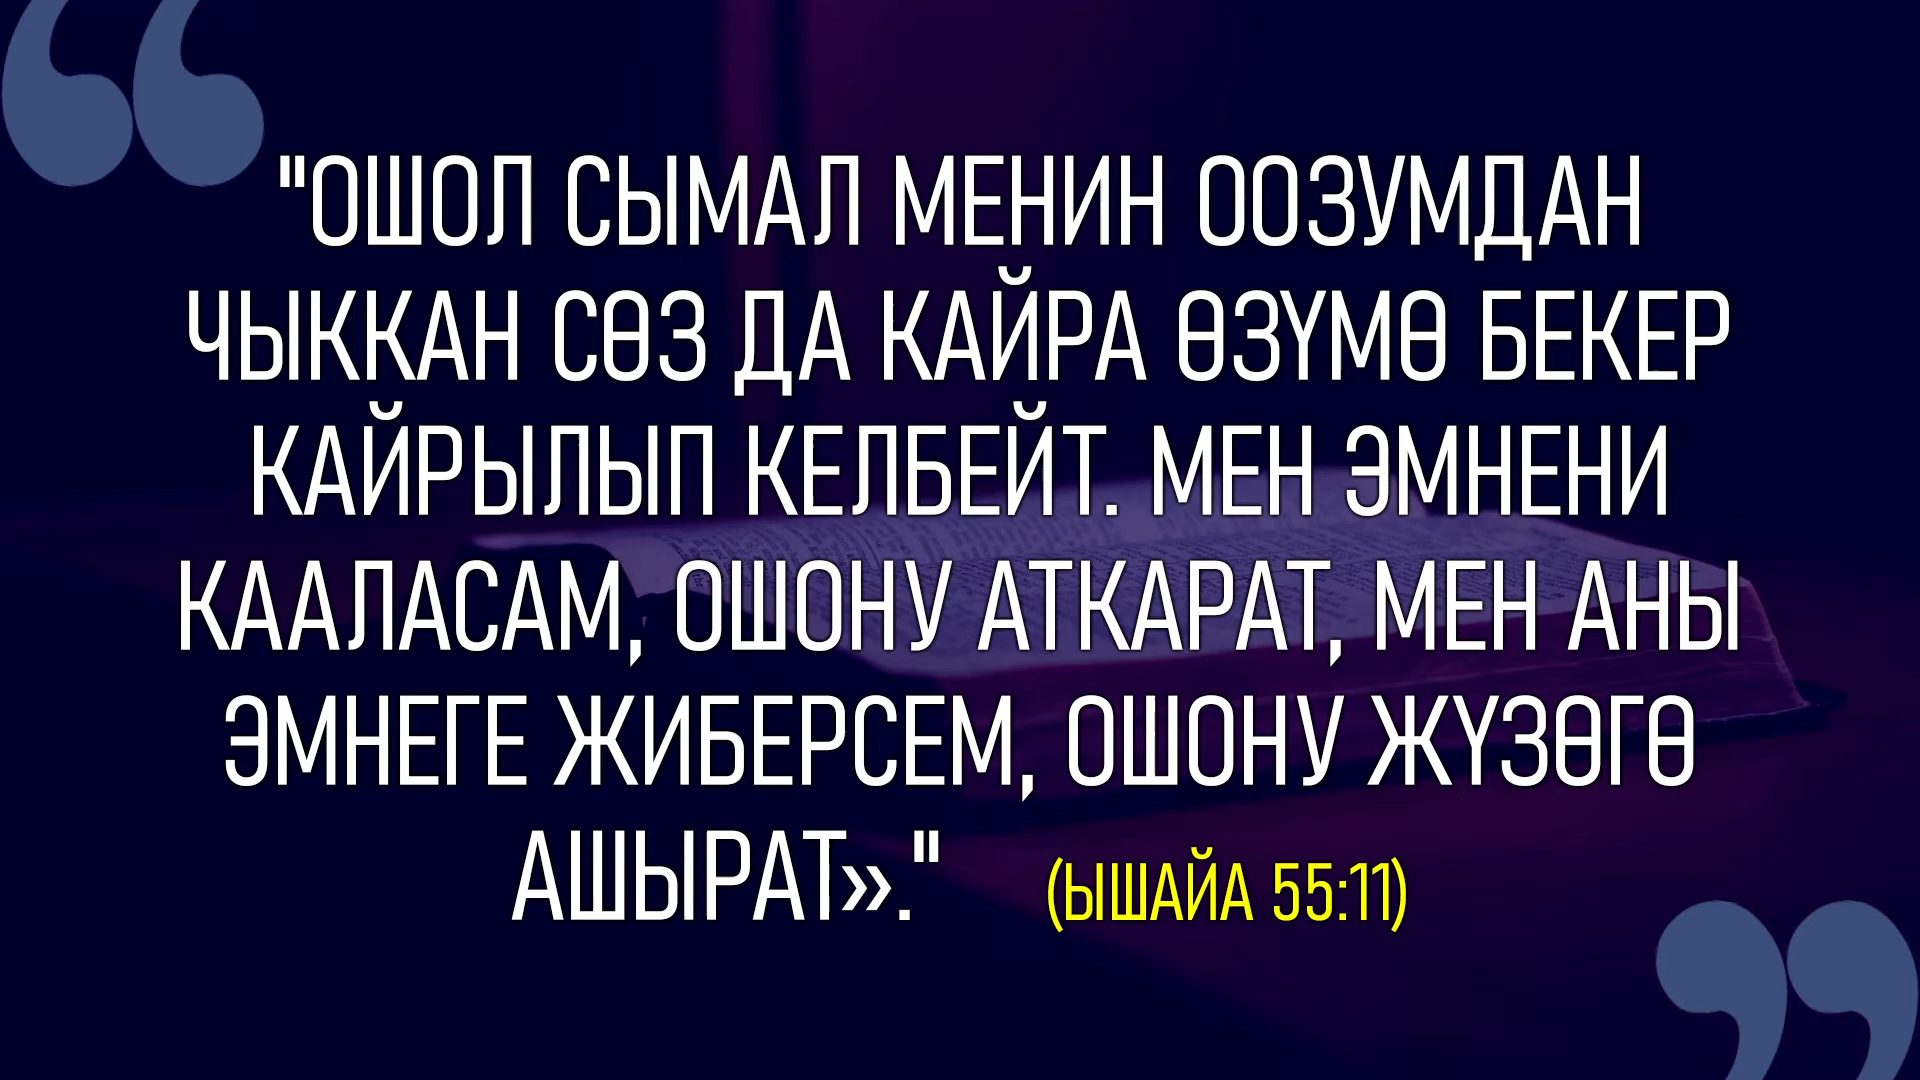 "ОШОЛ СЫМАЛ МЕНИН ООЗУМДАН
ЧЫККАН СӨЗ ДА КАЙРА ӨЗҮМӨ БЕКЕР
КАЙРЫЛЫП КЕЛБЕЙТ. МЕН ЭМНЕНИ
КААЛАСАМ, ОШОНУ АТКАРАТ, МЕН АНЫ
ЭМНЕГЕ ЖИБЕРСЕМ, ОШОНУ ЖҮЗӨГӨ
АШЫРАТ»." (ЫШАЙА 55:11)